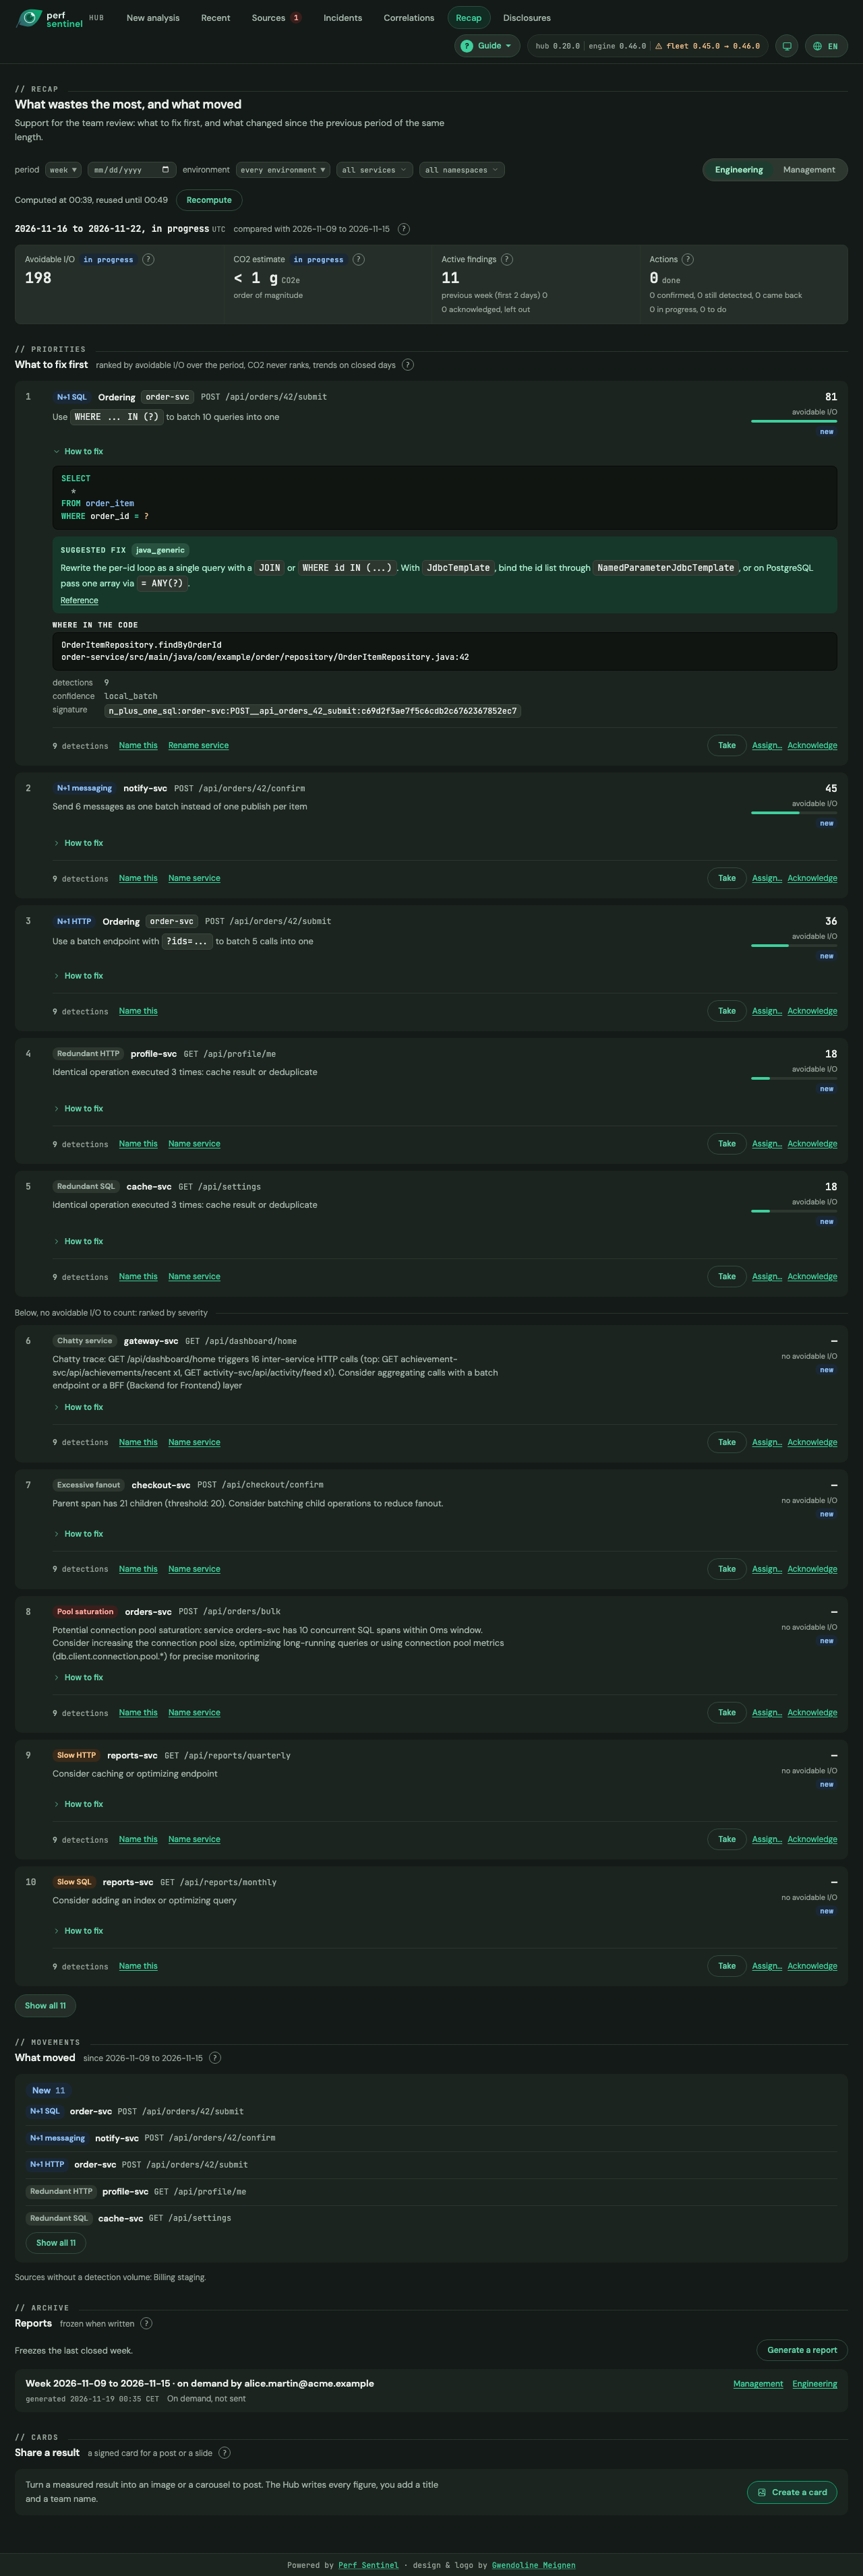 perf sentinel HUB New analysis Recent Sources 1 Incidents Correlations Recap Disclosures
? Guide hub 0.20.0 engine 0.46.0 fleet 0.45.0 → 0.46.0 EN
// RECAP
What wastes the most, and what moved
Support for the team review: what to fix first, and what changed since the previous period of the same
length.
period week mm/dd/yyyy environment every environment all services all namespaces Engineering Management
Computed at 00:39, reused until 00:49 Recompute
2026-11-16 to 2026-11-22, in progress UTC compared with 2026-11-09 to 2026-11-15 ?
Avoidable I/O in progress ? CO2 estimate in progress ? Active findings ? Actions ?
198 < 1 g CO2e 11 0 done
order of magnitude previous week (first 2 days) 0 0 confirmed, 0 still detected, 0 came back
0 acknowledged, left out 0 in progress, 0 to do
// PRIORITIES
What to fix first ranked by avoidable I/O over the period, CO2 never ranks, trends on closed days ?
1 N+1 SQL Ordering order-svc POST /api/orders/42/submit 81
Use WHERE ... IN (?) to batch 10 queries into one avoidable I/O
new
How to fix
SELECT
*
FROM order_item
WHERE order_id = ?
SUGGESTED FIX java_generic
Rewrite the per-id loop as a single query with a JOIN or WHERE id IN (...). With JdbcTemplate, bind the id list through NamedParameterJdbcTemplate, or on PostgreSQL
pass one array via = ANY(?).
Reference
WHERE IN THE CODE
OrderItemRepository.findByOrderId
order-service/src/main/java/com/example/order/repository/OrderItemRepository.java:42
detections 9
confidence local_batch
signature n_plus_one_sql:order-svc:POST__api_orders_42_submit:c69d2f3ae7f5c6cdb2c6762367852ec7
9 detections Name this Rename service Take Assign... Acknowledge
2 N+1 messaging notify-svc POST /api/orders/42/confirm 45
Send 6 messages as one batch instead of one publish per item avoidable I/O
new
How to fix
9 detections Name this Name service Take Assign... Acknowledge
3 N+1 HTTP Ordering order-svc POST /api/orders/42/submit 36
Use a batch endpoint with ?ids=... to batch 5 calls into one avoidable I/O
new
How to fix
9 detections Name this Take Assign... Acknowledge
4 Redundant HTTP profile-svc GET /api/profile/me 18
Identical operation executed 3 times: cache result or deduplicate avoidable I/O
new
How to fix
9 detections Name this Name service Take Assign... Acknowledge
5 Redundant SQL cache-svc GET /api/settings 18
Identical operation executed 3 times: cache result or deduplicate avoidable I/O
new
How to fix
9 detections Name this Name service Take Assign... Acknowledge
Below, no avoidable I/O to count: ranked by severity
6 Chatty service gateway-svc GET /api/dashboard/home –
Chatty trace: GET /api/dashboard/home triggers 16 inter-service HTTP calls (top: GET achievement- no avoidable I/O
svc/api/achievements/recent x1, GET activity-svc/api/activity/feed x1). Consider aggregating calls with a batch new
endpoint or a BFF (Backend for Frontend) layer
How to fix
9 detections Name this Name service Take Assign... Acknowledge
7 Excessive fanout checkout-svc POST /api/checkout/confirm –
Parent span has 21 children (threshold: 20). Consider batching child operations to reduce fanout. no avoidable I/O
new
How to fix
9 detections Name this Name service Take Assign... Acknowledge
8 Pool saturation orders-svc POST /api/orders/bulk –
Potential connection pool saturation: service orders-svc has 10 concurrent SQL spans within 0ms window. no avoidable I/O
Consider increasing the connection pool size, optimizing long-running queries or using connection pool metrics new
(db.client.connection.pool.*) for precise monitoring
How to fix
9 detections Name this Name service Take Assign... Acknowledge
9 Slow HTTP reports-svc GET /api/reports/quarterly –
Consider caching or optimizing endpoint no avoidable I/O
new
How to fix
9 detections Name this Name service Take Assign... Acknowledge
10 Slow SQL reports-svc GET /api/reports/monthly –
Consider adding an index or optimizing query no avoidable I/O
new
How to fix
9 detections Name this Take Assign... Acknowledge
Show all 11
// MOVEMENTS
What moved since 2026-11-09 to 2026-11-15 ?
New 11
N+1 SQL order-svc POST /api/orders/42/submit
N+1 messaging notify-svc POST /api/orders/42/confirm
N+1 HTTP order-svc POST /api/orders/42/submit
Redundant HTTP profile-svc GET /api/profile/me
Redundant SQL cache-svc GET /api/settings
Show all 11
Sources without a detection volume: Billing staging.
// ARCHIVE
Reports frozen when written ?
Freezes the last closed week. Generate a report
Week 2026-11-09 to 2026-11-15 · on demand by alice.martin@acme.example Management Engineering
generated 2026-11-19 00:35 CET On demand, not sent
// CARDS
Share a result a signed card for a post or a slide ?
Turn a measured result into an image or a carousel to post. The Hub writes every figure, you add a title
and a team name. Create a card
Powered by Perf Sentinel · design & logo by Gwendoline Meignen